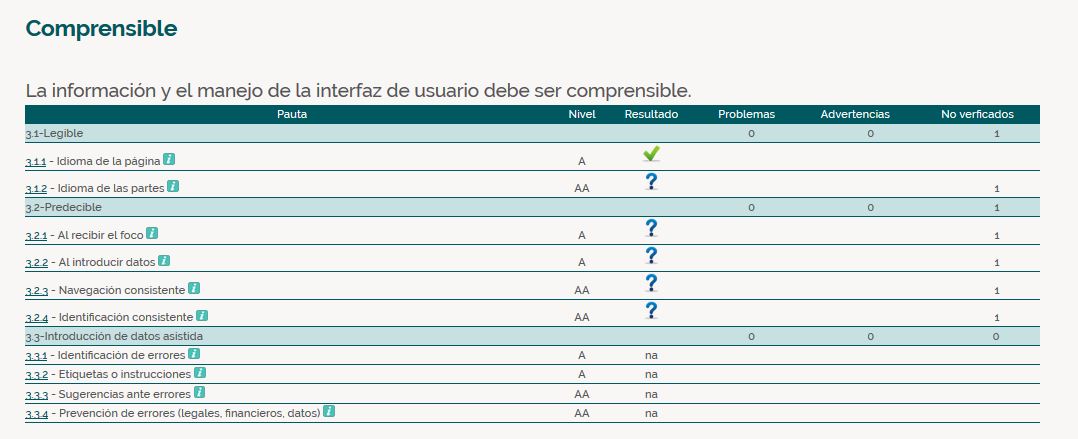 Comprensible
La información y el manejo de la interfaz de usuario debe ser comprensible.
Pauta Nivel Resultado Problemas Advertencias No verficados
3.1-Legible 0 0 1
3.1.1 - Idioma de la página i A
3.1.2 - Idioma de las partes i AA ? 1
3.2-Predecible 0 0 1
3.2.1 - Al recibir el foco i A ? 1
3.2.2 - Al introducir datos i A ? 1
3.2.3 - Navegación consistente i AA ? 1
3.2.4 - Identificación consistente i AA ? 1
3.3-Introducción de datos asistida 0 0 0
3.3.1 - Identificación de errores i A na
3.3.2 - Etiquetas o instrucciones i A na
3.3.3 - Sugerencias ante errores i AA na
3.3.4 - Prevención de errores (legales, financieros, datos) i AA na